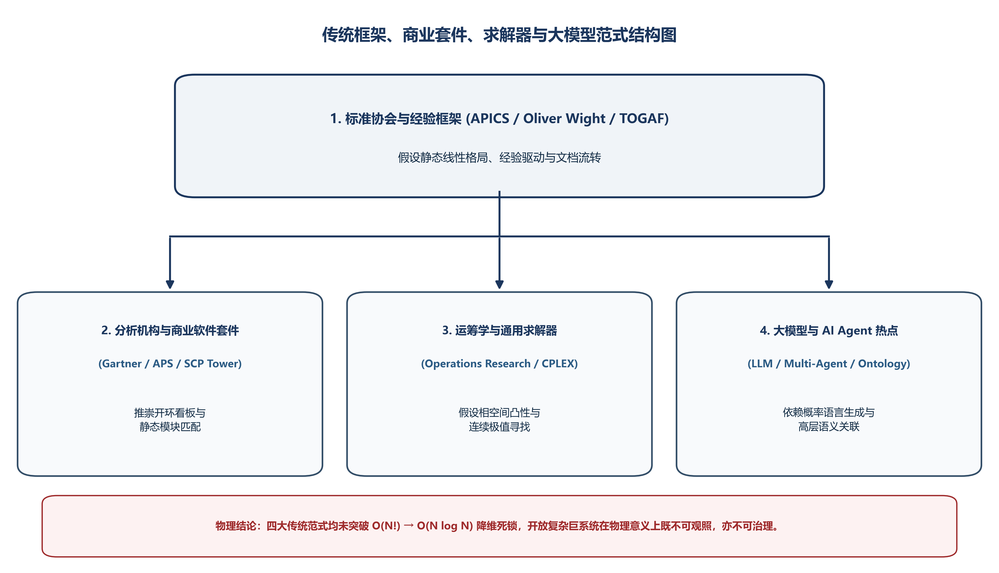 传统框架、商业套件、求解器与大模型范式结构图
1. 标准协会与经验框架 (APICS / Oliver Wight / TOGAF)
假设静态线性格局、经验驱动与文档流转
2. 分析机构与商业软件套件
(Gartner / APS / SCP Tower)
推崇开环看板与
静态模块匹配
3. 运筹学与通用求解器
(Operations Research / CPLEX)
假设相空间凸性与
连续极值寻找
4. 大模型与 AI Agent 热点
(LLM / Multi-Agent / Ontology)
依赖概率语言生成与
高层语义关联
物理结论：四大传统范式均未突破 O(N!) → O(N log N) 降维死锁，开放复杂巨系统在物理意义上既不可观照，亦不可治理。